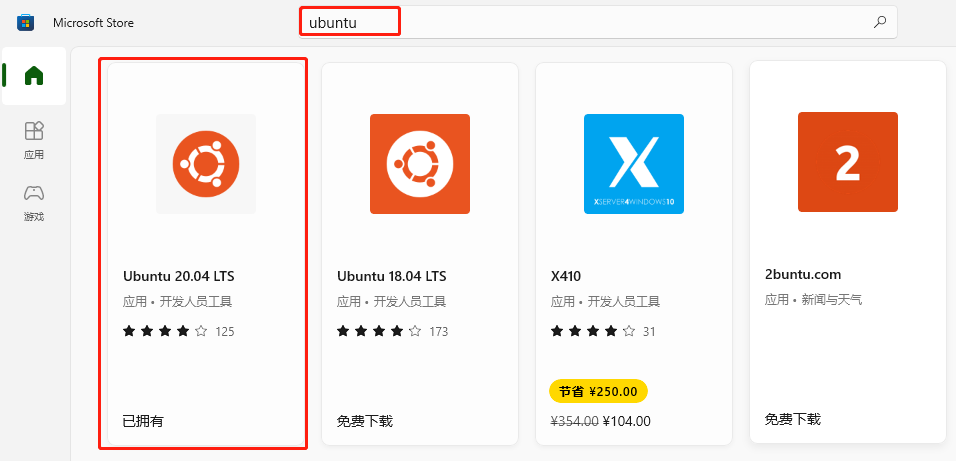 Microsoft Store
ubuntu
应用
游戏
Ubuntu 20.04 LTS
应用 • 开发人员工具
125
已拥有
Ubuntu 18.04 LTS
应用 • 开发人员工具
173
免费下载
XSERVER4WINDOWS10
X410
应用 • 开发人员工具
31
节省 ¥250.00
¥354.00 ¥104.00
2
2buntu.com
应用 • 新闻与天气
免费下载